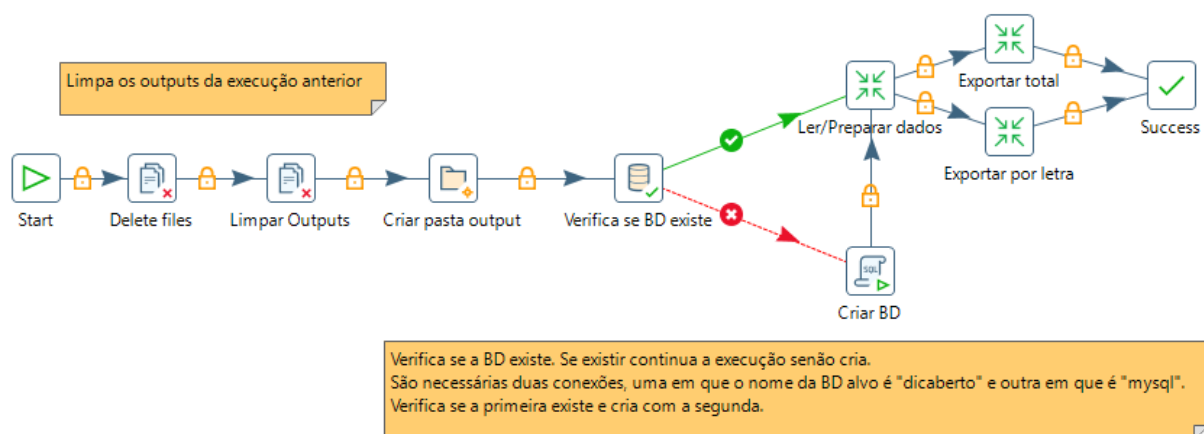 Limpa os outputs da execução anterior
Exportar total
Ler/Preparar dados
Success
Exportar por letra
Start
Delete files
Limpar Outputs
Criar pasta output
Verifica se BD existe
SQL
Criar BD
Verifica se a BD existe. Se existir continua a execução senão cria.
São necessárias duas conexões, uma em que o nome da BD alvo é "dicaberto" e outra em que é "mysql".
Verifica se a primeira existe e cria com a segunda.